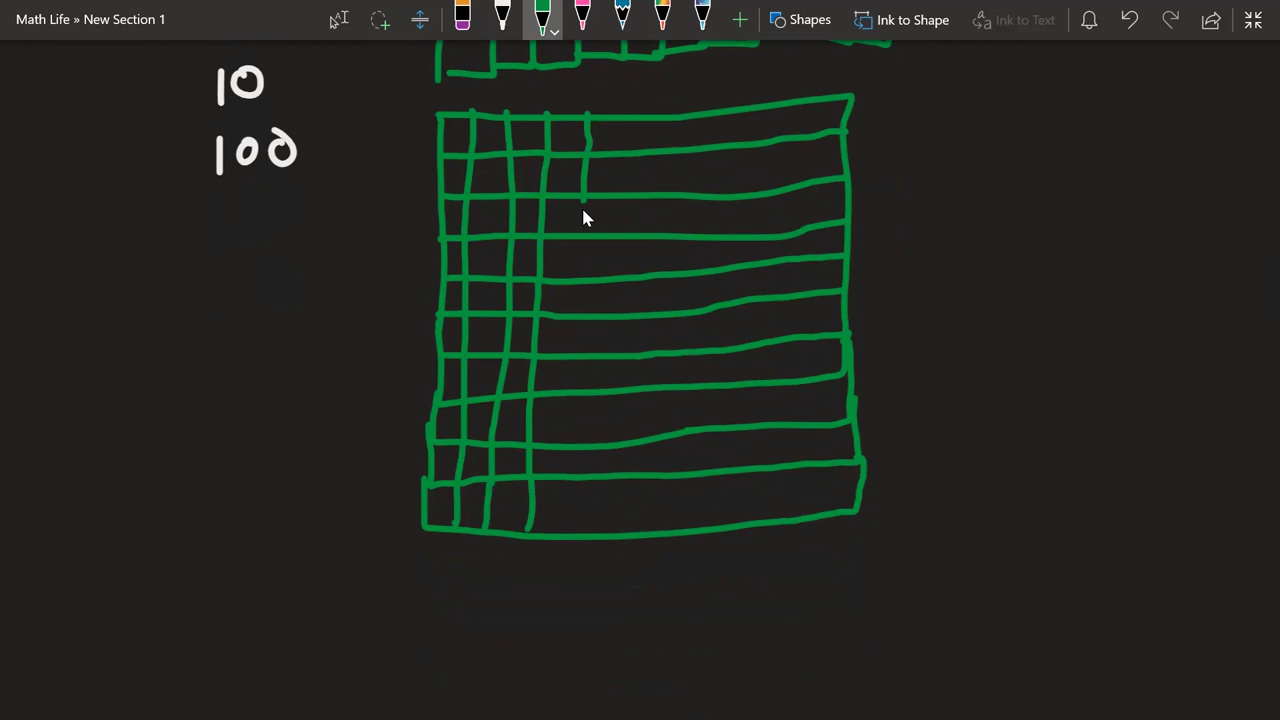 Math Life » New Section 1
Shapes
Ink to Shape
Ink to Text
10
100